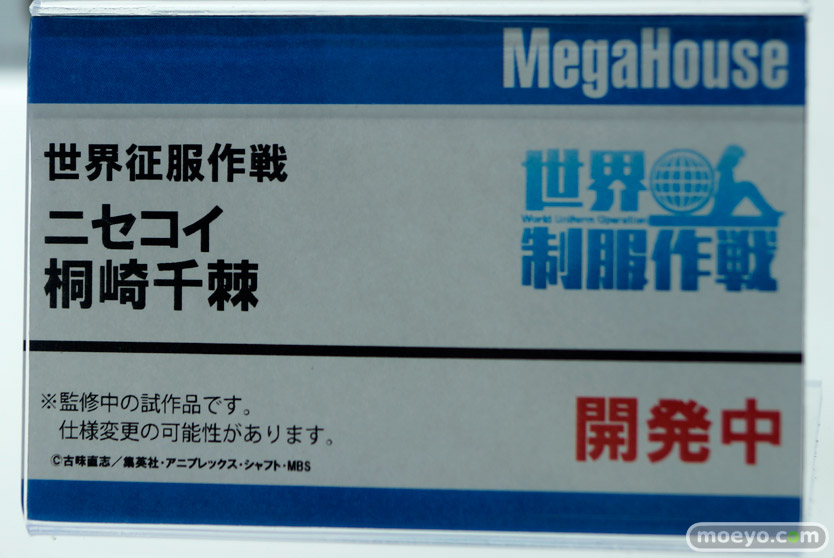 MegaHouse
世界征服作戦
ニセコイ
桐崎千棘
世界
World Uniform Operation
制服作戦
※監修中の試作品です。
仕様変更の可能性があります。
©古味直志／集英社・アニプレックス・シャフト・MBS
開発中
moeyo.com